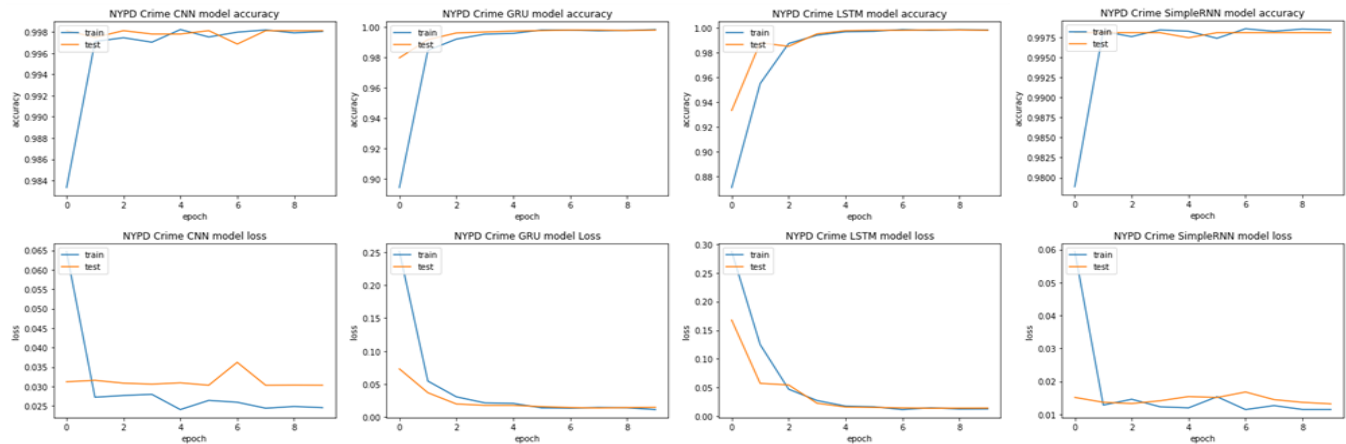 NYPD Crime CNN model accuracy
0.998
0.996
0.994
0.992
0.990
0.988
0.986
0.984
accuracy
train
test
0 2 4 6 8
epoch
NYPD Crime GRU model accuracy
1.00
0.98
0.96
0.94
0.92
0.90
accuracy
train
test
0 2 4 6 8
epoch
NYPD Crime LSTM model accuracy
1.00
0.98
0.96
0.94
0.92
0.90
0.88
accuracy
train
test
0 2 4 6 8
epoch
NYPD Crime SimpleRNN model accuracy
0.9975
0.9950
0.9925
0.9900
0.9875
0.9850
0.9825
0.9800
accuracy
train
test
0 2 4 6 8
epoch
NYPD Crime CNN model loss
0.065
0.060
0.055
0.050
0.045
0.040
0.035
0.030
0.025
loss
train
test
0 2 4 6 8
epoch
NYPD Crime GRU model Loss
0.25
0.20
0.15
0.10
0.05
0.00
loss
train
test
0 2 4 6 8
epoch
NYPD Crime LSTM model loss
0.30
0.25
0.20
0.15
0.10
0.05
0.00
loss
train
test
0 2 4 6 8
epoch
NYPD Crime SimpleRNN model loss
0.06
0.05
0.04
0.03
0.02
0.01
loss
train
test
0 2 4 6 8
epoch